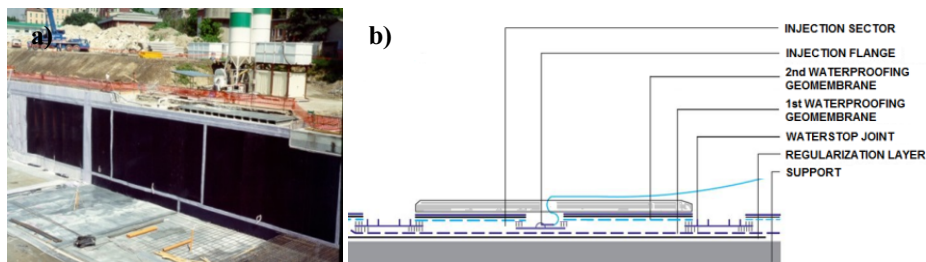 a)
b)
INJECTION SECTOR
INJECTION FLANGE
2nd WATERPROOFING
GEOMEMBRANE
1st WATERPROOFING
GEOMEMBRANE
WATERSTOP JOINT
REGULARIZATION LAYER
SUPPORT